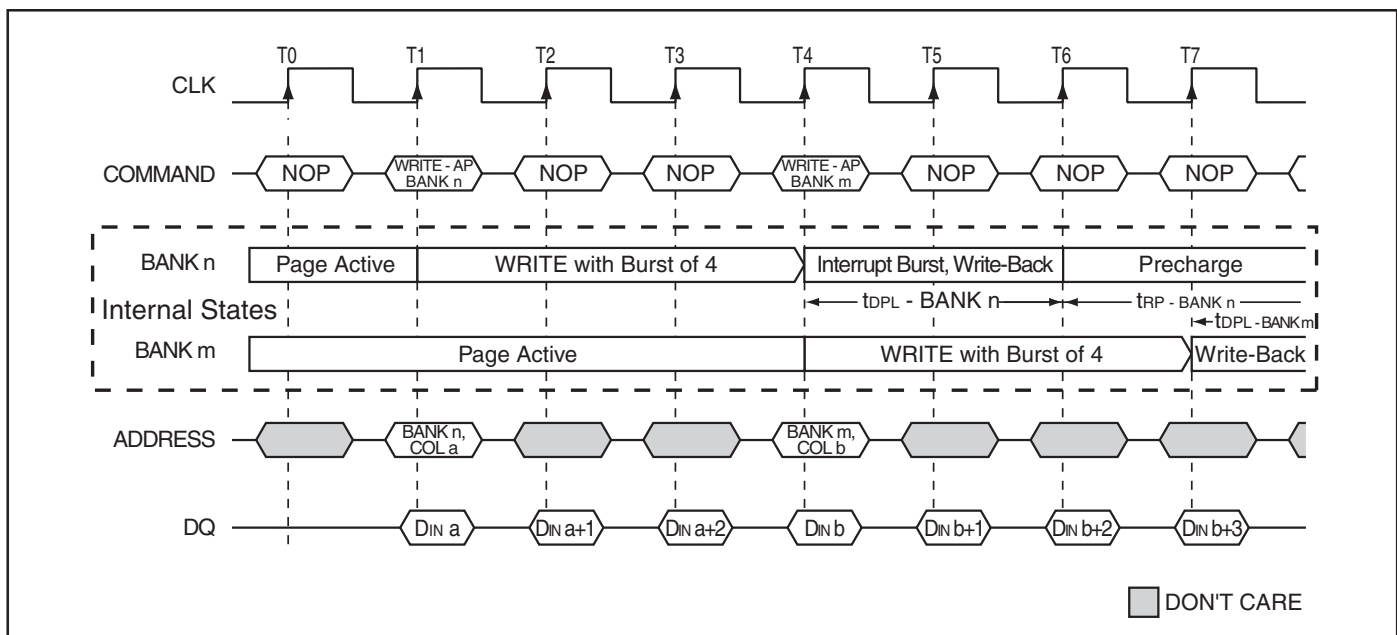 T0 T1 T2 T3 T4 T5 T6 T7
CLK
COMMAND NOP WRITE - AP BANK n NOP NOP WRITE - AP BANK m NOP NOP NOP
BANK n Page Active WRITE with Burst of 4 Interrupt Burst, Write-Back Precharge
tDPL - BANK n tRP - BANK n
Internal States
tDPL - BANK m
BANK m Page Active WRITE with Burst of 4 Write-Back
ADDRESS BANK n, COL a BANK m, COL b
DQ DIN a DIN a+1 DIN a+2 DIN b DIN b+1 DIN b+2 DIN b+3
DON'T CARE